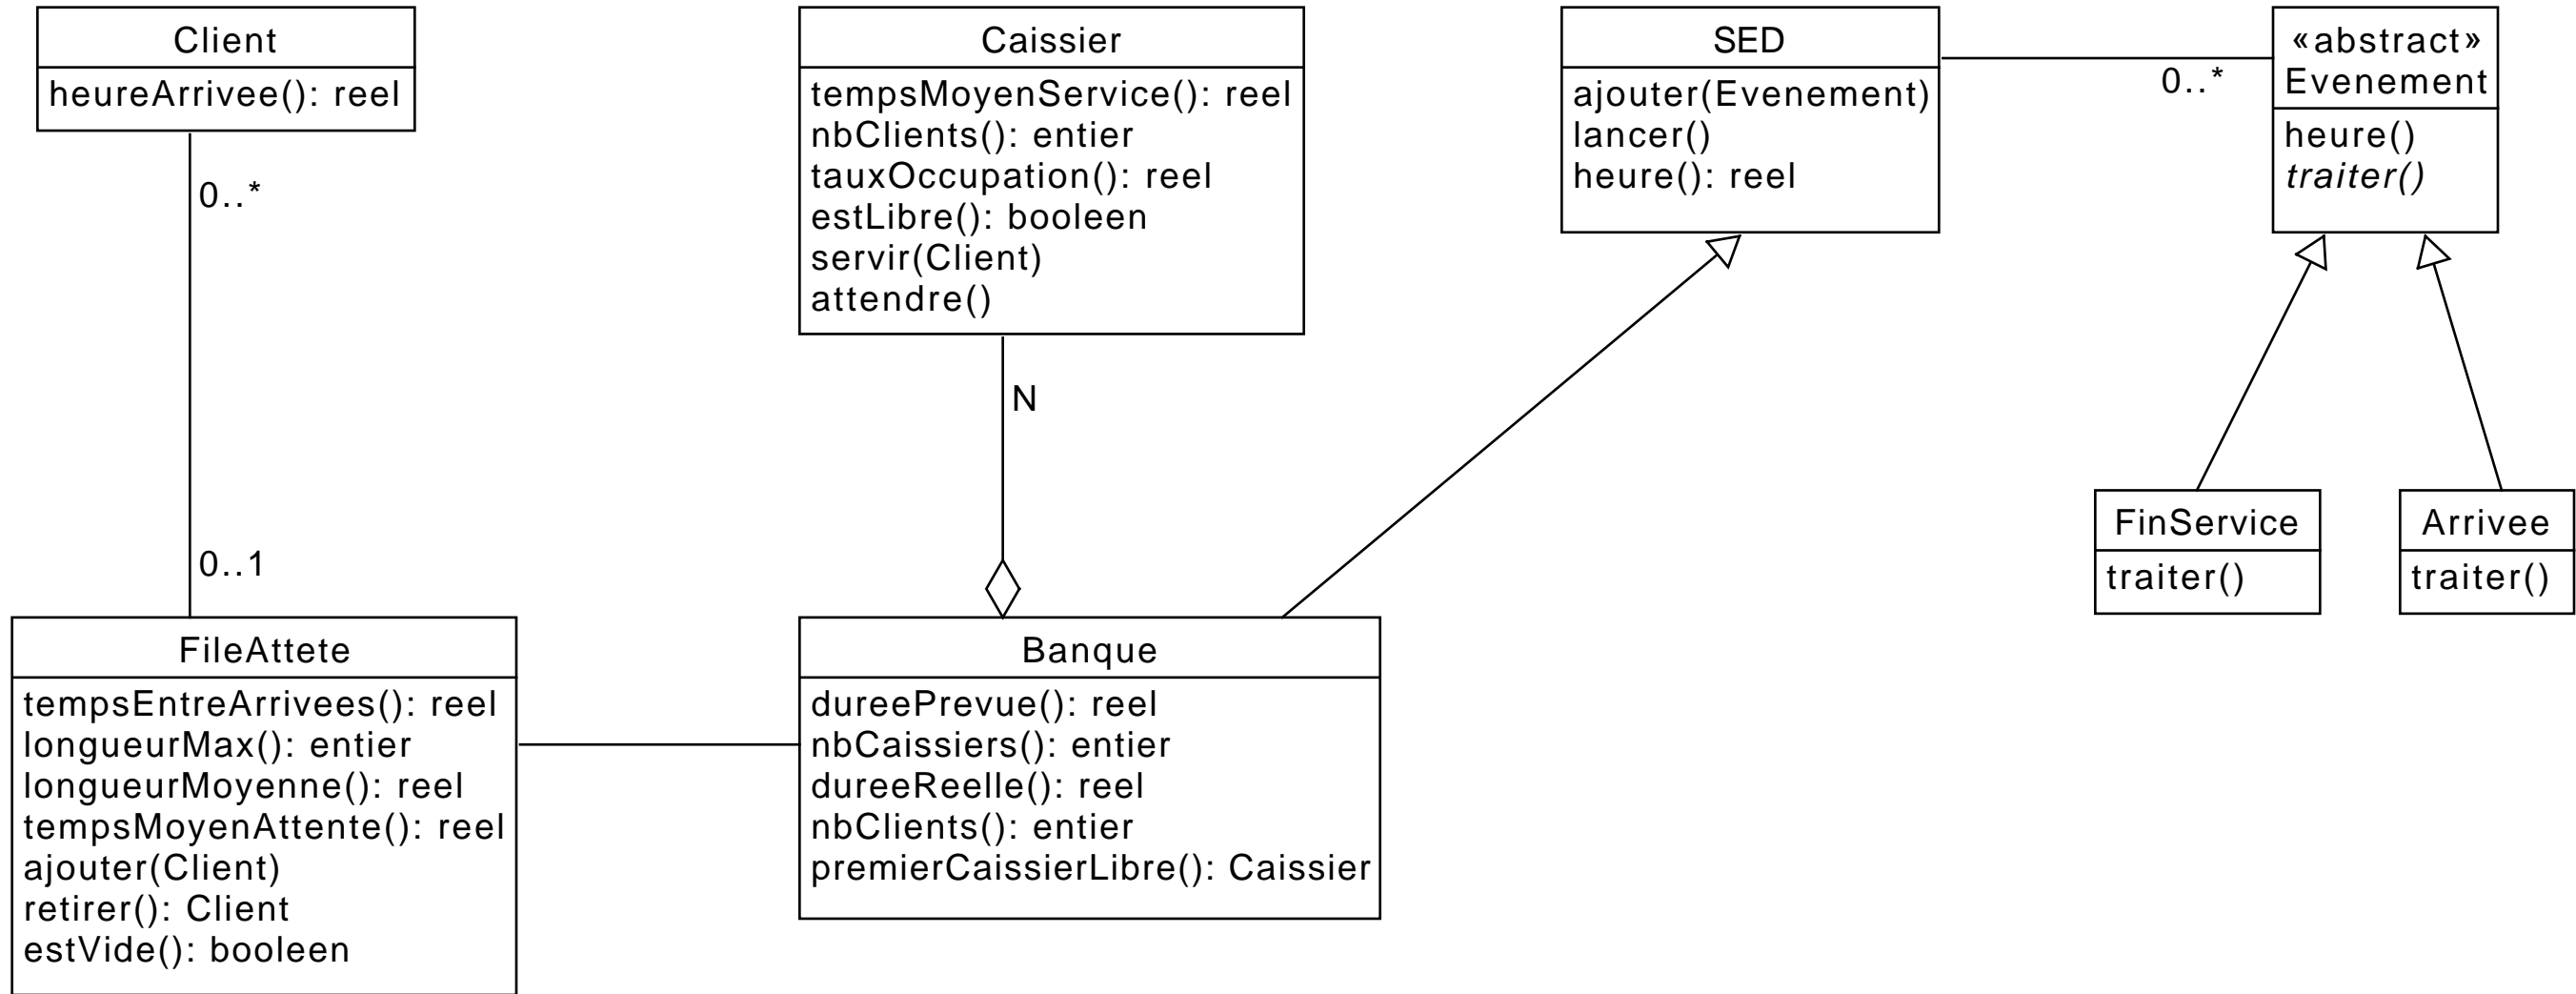 Client
heureArrivee(): reel
0..*
0..1
Caissier
tempsMoyenService(): reel
nbClients(): entier
tauxOccupation(): reel
estLibre(): booleen
servir(Client)
attendre()
N
SED
ajouter(Evenement)
lancer()
heure(): reel
0..*
«abstract»
Evenement
heure()
traiter()
FinService
traiter()
Arrivee
traiter()
FileAttete
tempsEntreArrivees(): reel
longueurMax(): entier
longueurMoyenne(): reel
tempsMoyenAttente(): reel
ajouter(Client)
retirer(): Client
estVide(): booleen
Banque
dureePrevue(): reel
nbCaissiers(): entier
dureeReelle(): reel
nbClients(): entier
premierCaissierLibre(): Caissier